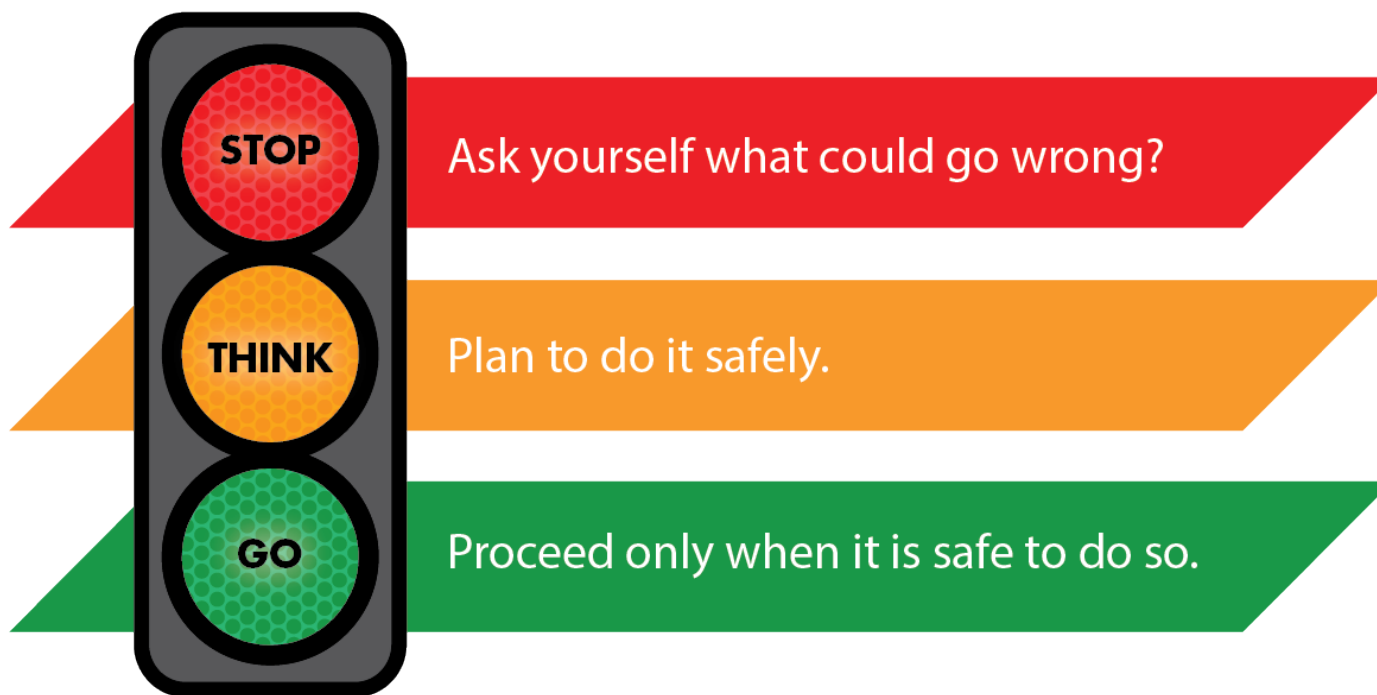 STOP
Ask yourself what could go wrong?
THINK
Plan to do it safely.
GO
Proceed only when it is safe to do so.